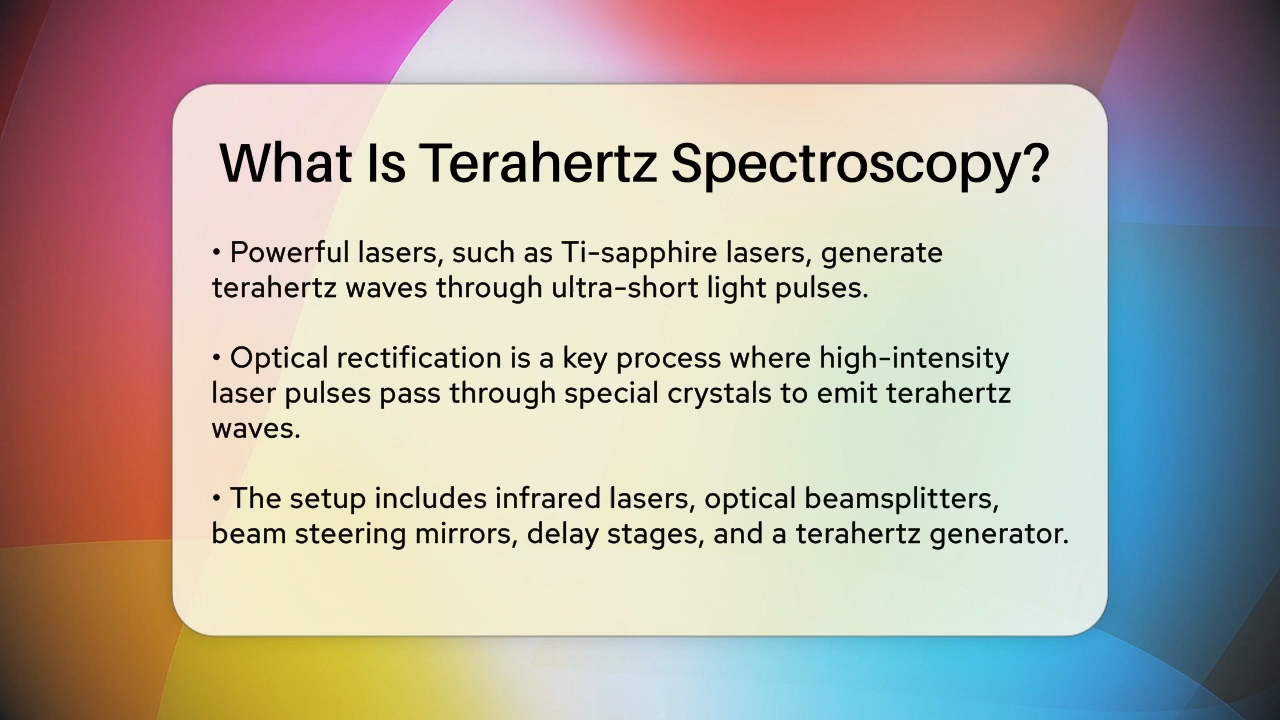 What Is Terahertz Spectroscopy?
• Powerful lasers, such as Ti-sapphire lasers, generate
terahertz waves through ultra-short light pulses.
• Optical rectification is a key process where high-intensity
laser pulses pass through special crystals to emit terahertz
waves.
• The setup includes infrared lasers, optical beamsplitters,
beam steering mirrors, delay stages, and a terahertz generator.